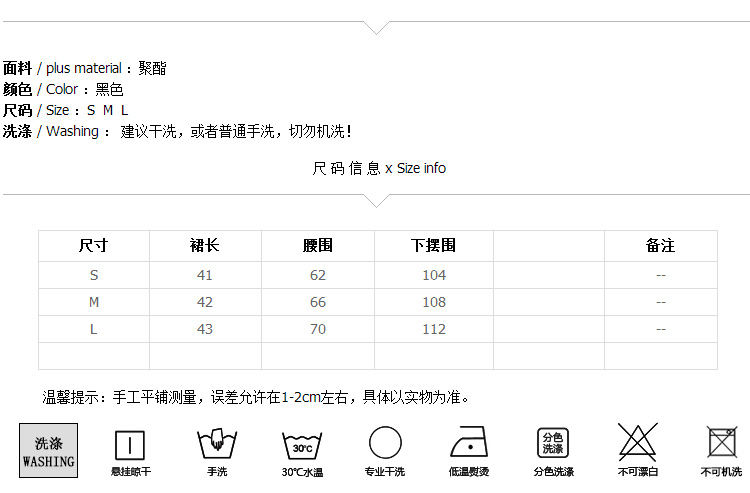 面料 / plus material ：聚酯
颜色 / Color ：黑色
尺码 / Size ：S M L
洗涤 / Washing ： 建议干洗，或者普通手洗，切勿机洗！
尺 码 信 息 x Size info
尺寸 裙长 腰围 下摆围 备注
S 41 62 104 --
M 42 66 108 --
L 43 70 112 --
温馨提示：手工平铺测量，误差允许在1-2cm左右，具体以实物为准。
洗涤
WASHING
30°C
分色
洗涤
悬挂晾干 手洗 30℃水温 专业干洗 低温熨烫 分色洗涤 不可漂白 不可机洗